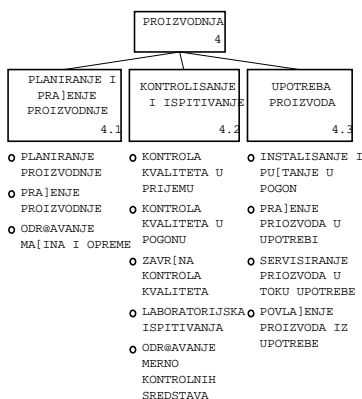 PROIZVODNJA
4
PLANIRANJE I
PRA]ENJE
PROIZVODNJE
4.1
KONTROLISANJE
I ISPITIVANJE
4.2
UPOTREBA
PROIZVODA
4.3
PLANIRANJE
PROIZVODNJE
PRA]ENJE
PROIZVODNJE
ODR@AVANJE
MA[INA I OPREME
KONTROLA
KVALITETA U
PRIJEMU
KONTROLA
KVALITETA U
POGONU
ZAVR[NA
KONTROLA
KVALITETA
LABORATORIJSKA
ISPITIVANJA
ODR@AVANJE
MERNO
KONTROLNIH
SREDSTAVA
INSTALISANJE I
PU[TANJE U
POGON
PRA]ENJE
PRIOZVODA U
UPOTREBI
SERVISIRANJE
PRIOZVODA U
TOKU UPOTREBE
POVLA]ENJE
PROIZVODA IZ
UPOTREBE